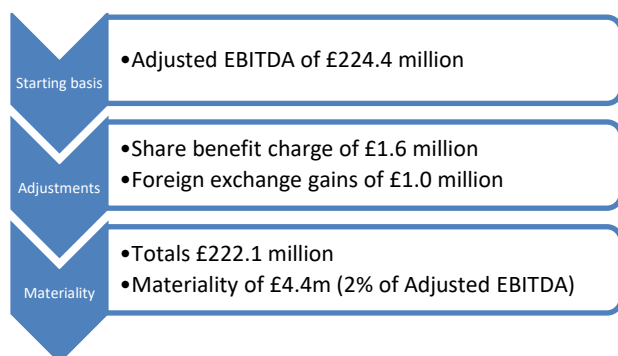 Starting basis
•Adjusted EBITDA of £224.4 million
Adjustments
•Share benefit charge of £1.6 million
•Foreign exchange gains of £1.0 million
Materiality
•Totals £222.1 million
•Materiality of £4.4m (2% of Adjusted EBITDA)